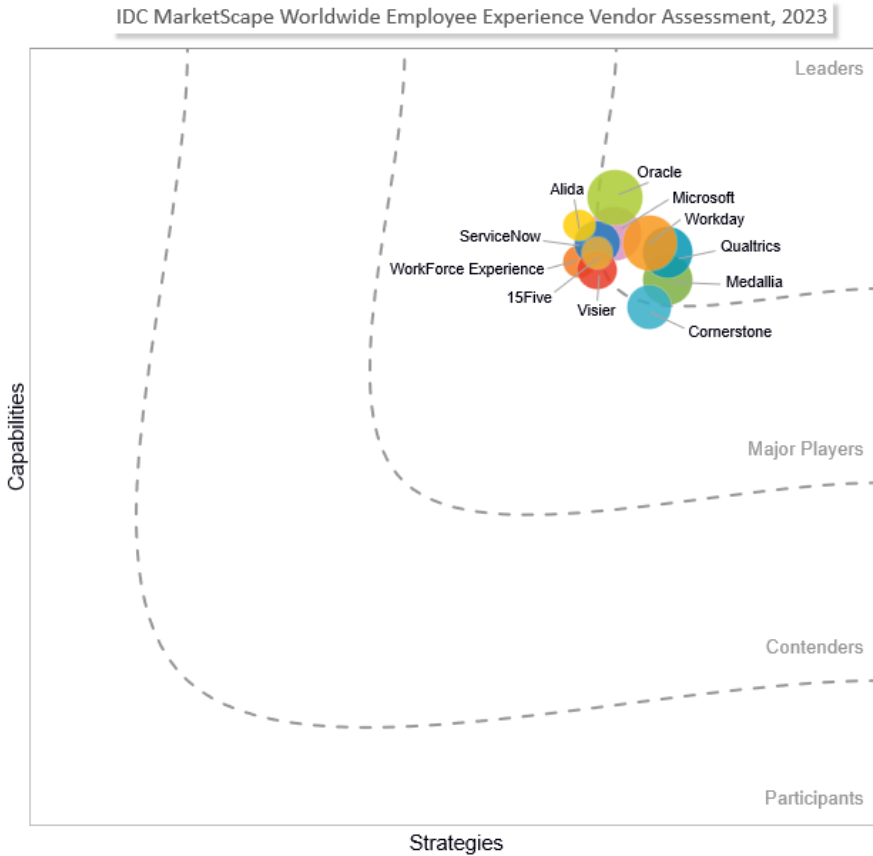 IDC MarketScape Worldwide Employee Experience Vendor Assessment, 2023
Leaders
Oracle
Alida
Microsoft
Workday
ServiceNow
Qualtrics
WorkForce Experience
Medallia
15Five
Visier
Cornerstone
Capabilities
Major Players
Contenders
Participants
Strategies